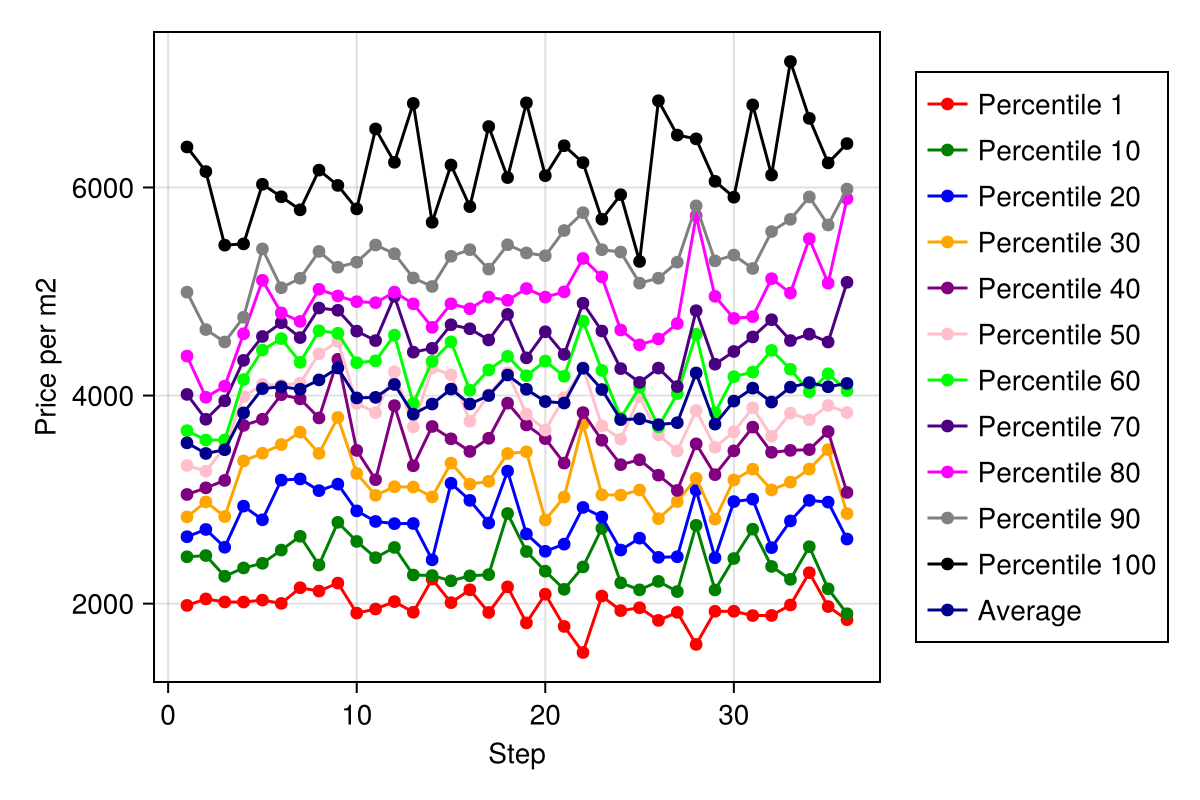 Price per m2
6000
4000
2000
0 10 20 30
Step
Percentile 1
Percentile 10
Percentile 20
Percentile 30
Percentile 40
Percentile 50
Percentile 60
Percentile 70
Percentile 80
Percentile 90
Percentile 100
Average